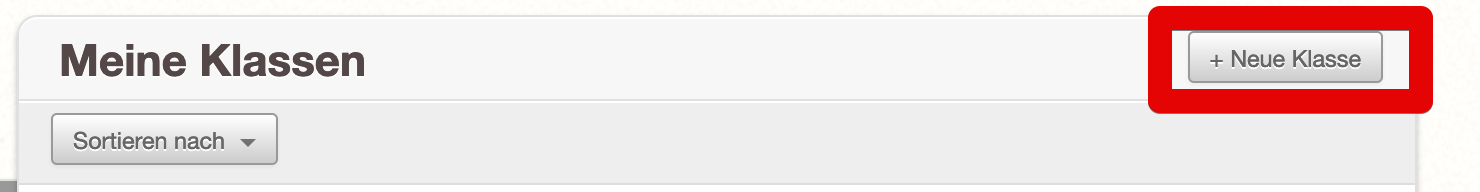 Meine Klassen
+ Neue Klasse
Sortieren nach